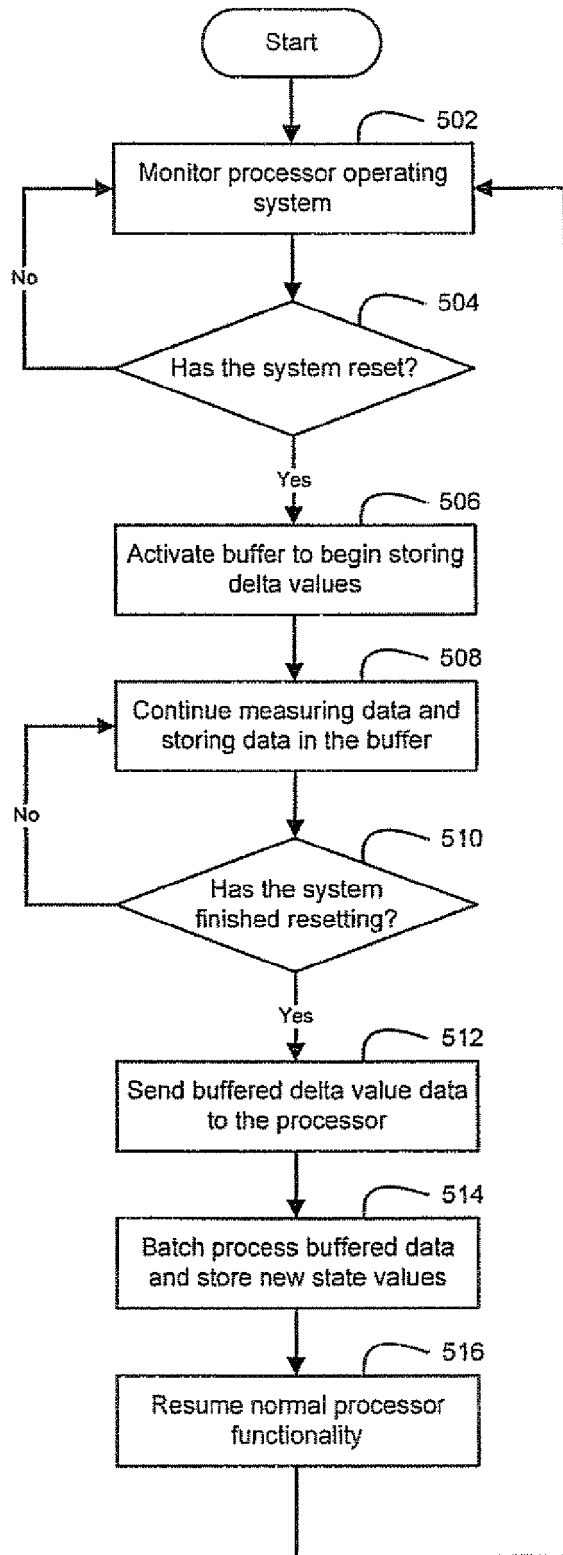 Start
502
Monitor processor operating
system
No
504
Has the system reset?
Yes
506
Activate buffer to begin storing
delta values
508
Continue measuring data and
storing data in the buffer
No
510
Has the system
finished resetting?
Yes
512
Send buffered delta value data
to the processor
514
Batch process buffered data
and store new state values
516
Resume normal processor
functionality